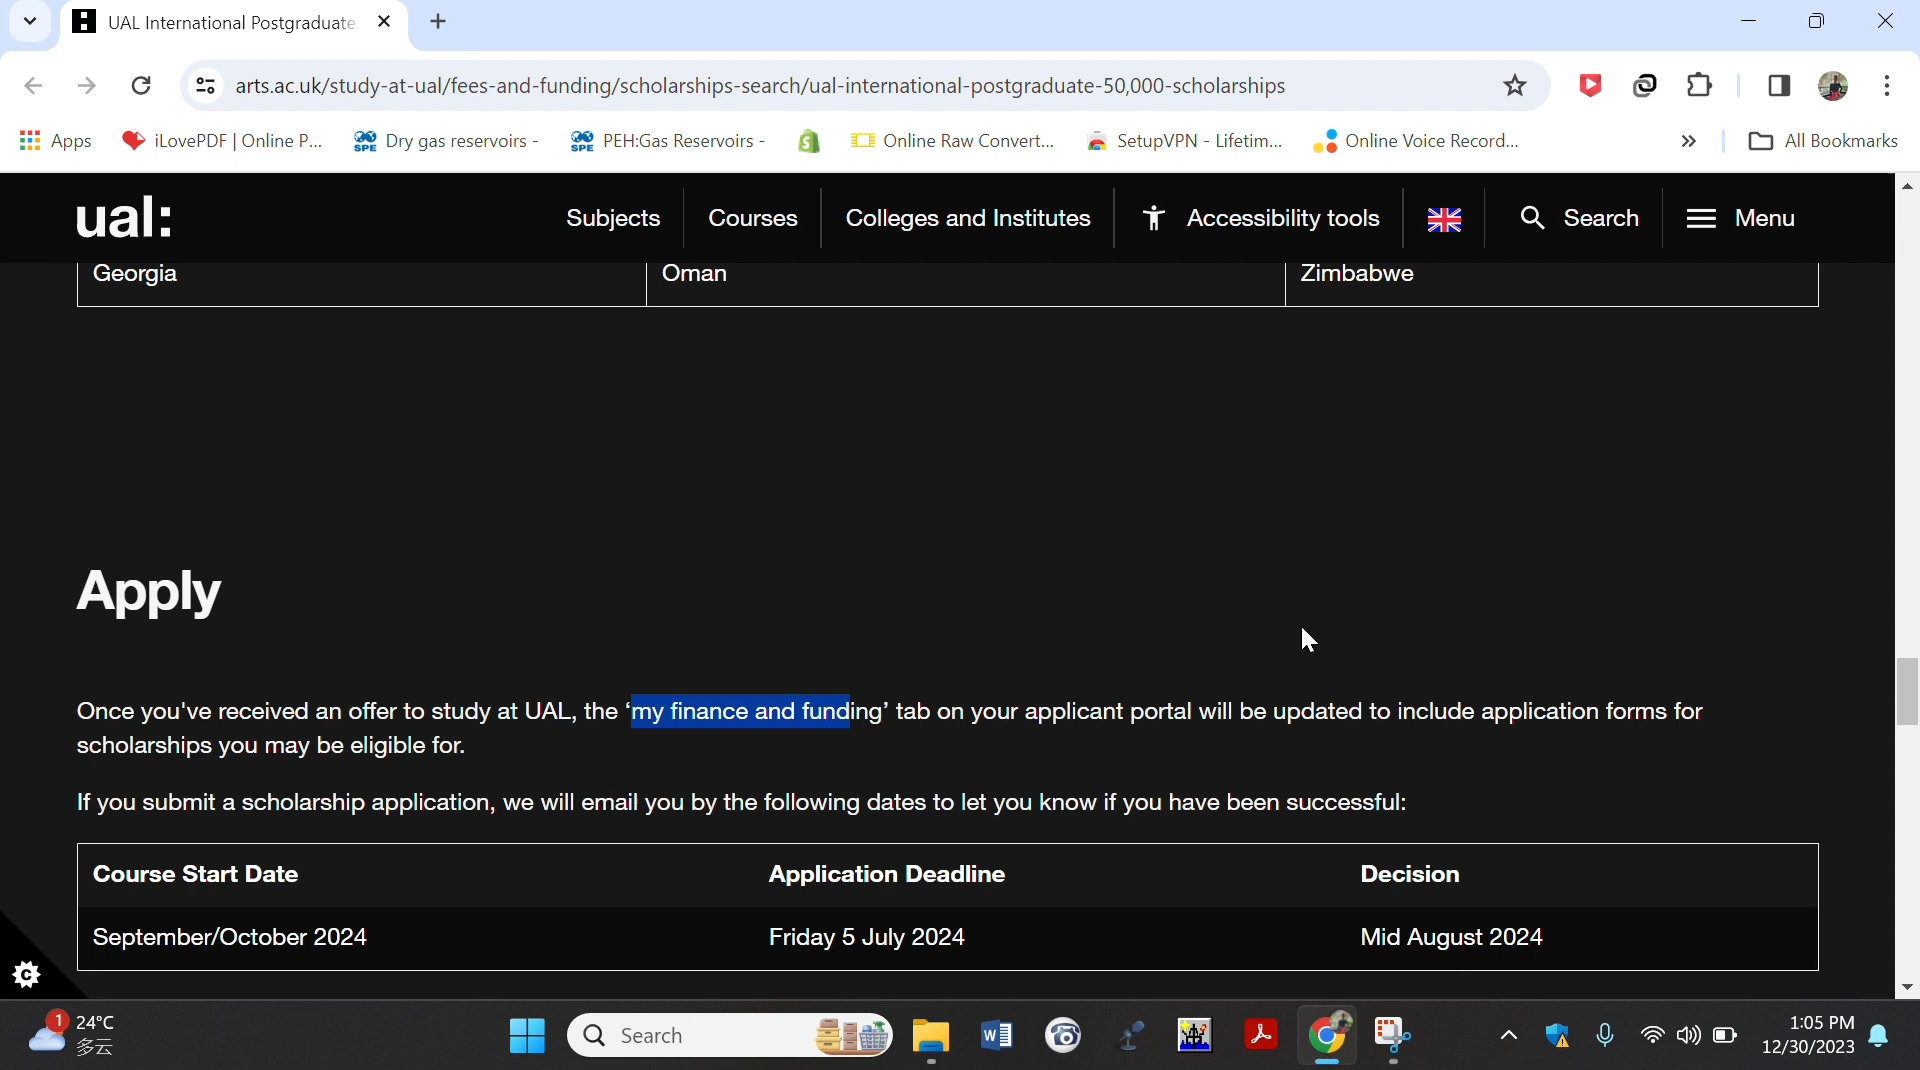 UAL International Postgraduate
arts.ac.uk/study-at-ual/fees-and-funding/scholarships-search/ual-international-postgraduate-50,000-scholarships
Apps
iLovePDF | Online P...
SPE Dry gas reservoirs -
SPE PEH:Gas Reservoirs -
Online Raw Convert...
SetupVPN - Lifetim...
Online Voice Record...
»
All Bookmarks
ual:
Subjects
Courses
Colleges and Institutes
Accessibility tools
Search
Menu
Georgia
Oman
Zimbabwe
Apply
Once you've received an offer to study at UAL, the ‘my finance and funding’ tab on your applicant portal will be updated to include application forms for
scholarships you may be eligible for.
If you submit a scholarship application, we will email you by the following dates to let you know if you have been successful:
Course Start Date
Application Deadline
Decision
September/October 2024
Friday 5 July 2024
Mid August 2024
C
1
24°C
多云
Search
W
1:05 PM
12/30/2023